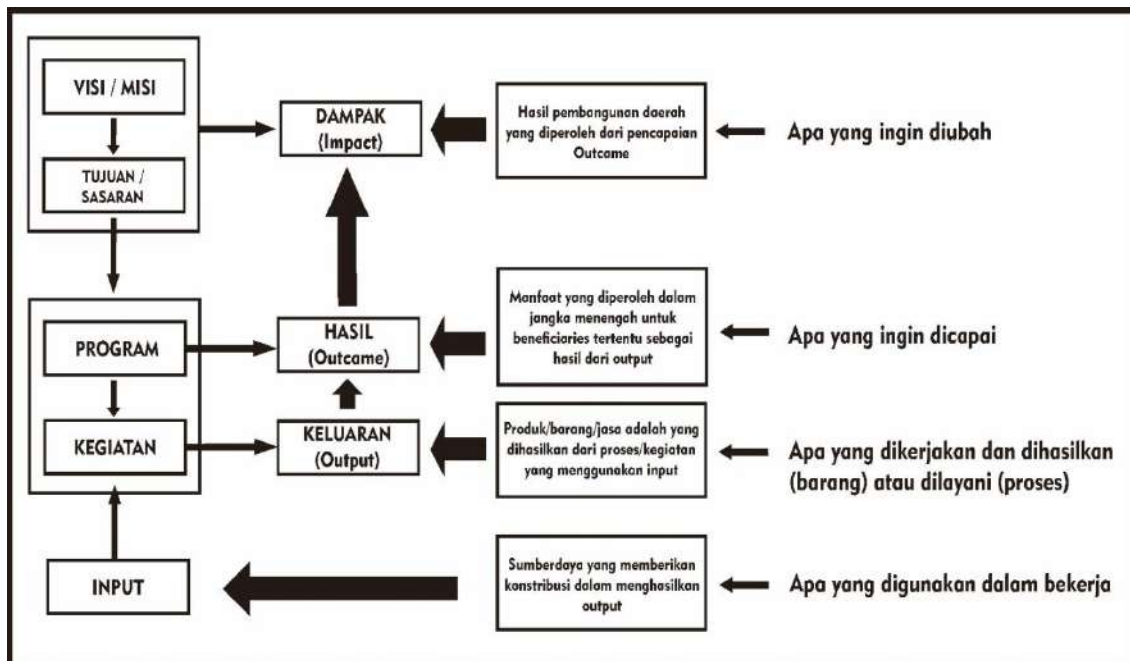 VISI / MISI
TUJUAN /
SASARAN
DAMPAK
(Impact)
Hasil pembangunan daerah
yang diperoleh dari pencapaian
Outcome
Apa yang ingin diubah
PROGRAM
HASIL
(Outcome)
Manfaat yang diperoleh dalam
jangka menengah untuk
beneficiaries tertentu sebagai
hasil dari output
Apa yang ingin dicapai
KEGIATAN
KELUARAN
(Output)
Produk/barang/jasa adalah yang
dihasilkan dari proses/kegiatan
yang menggunakan input
Apa yang dikerjakan dan dihasilkan
(barang) atau dilayani (proses)
INPUT
Sumberdaya yang memberikan
konstribusi dalam menghasilkan
output
Apa yang digunakan dalam bekerja